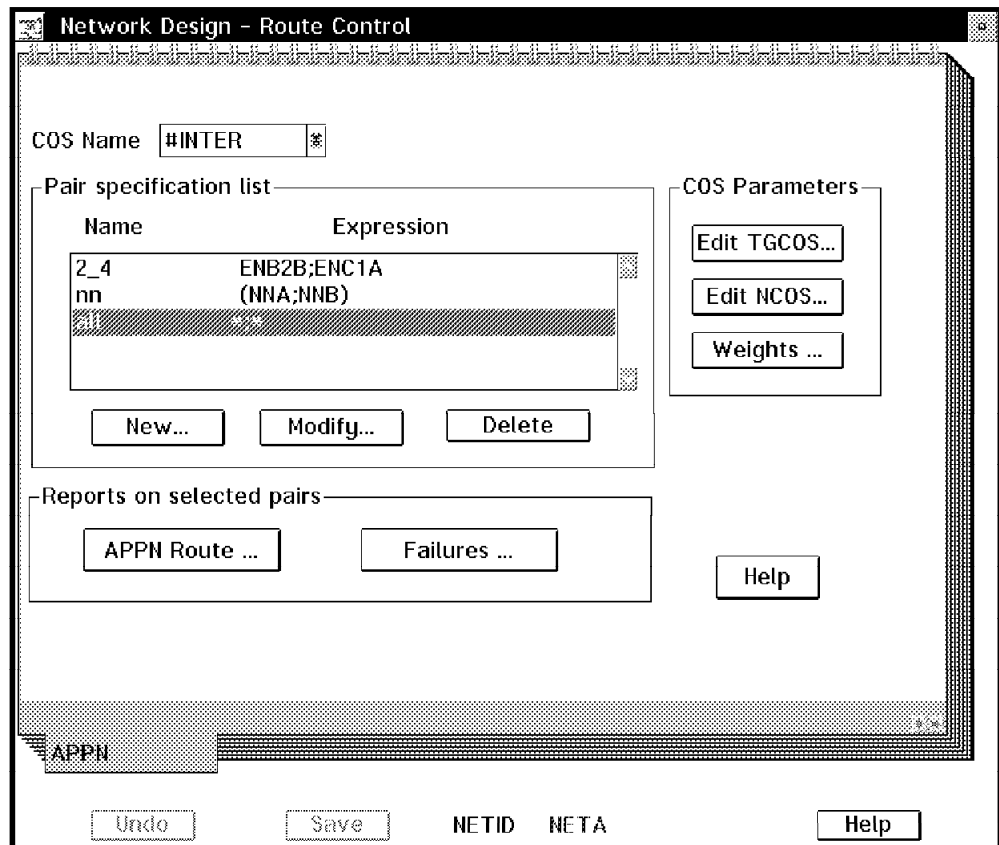 Network Design - Route Control
COS Name #INTER
Pair specification list
Name Expression
2_4 ENB2B;ENC1A
nn (NNA;NNB)
all *;*
New... Modify... Delete
COS Parameters
Edit TGCOS...
Edit NCOS...
Weights ...
Reports on selected pairs
APPN Route ... Failures ...
Help
APPN
Undo Save NETID NETA Help